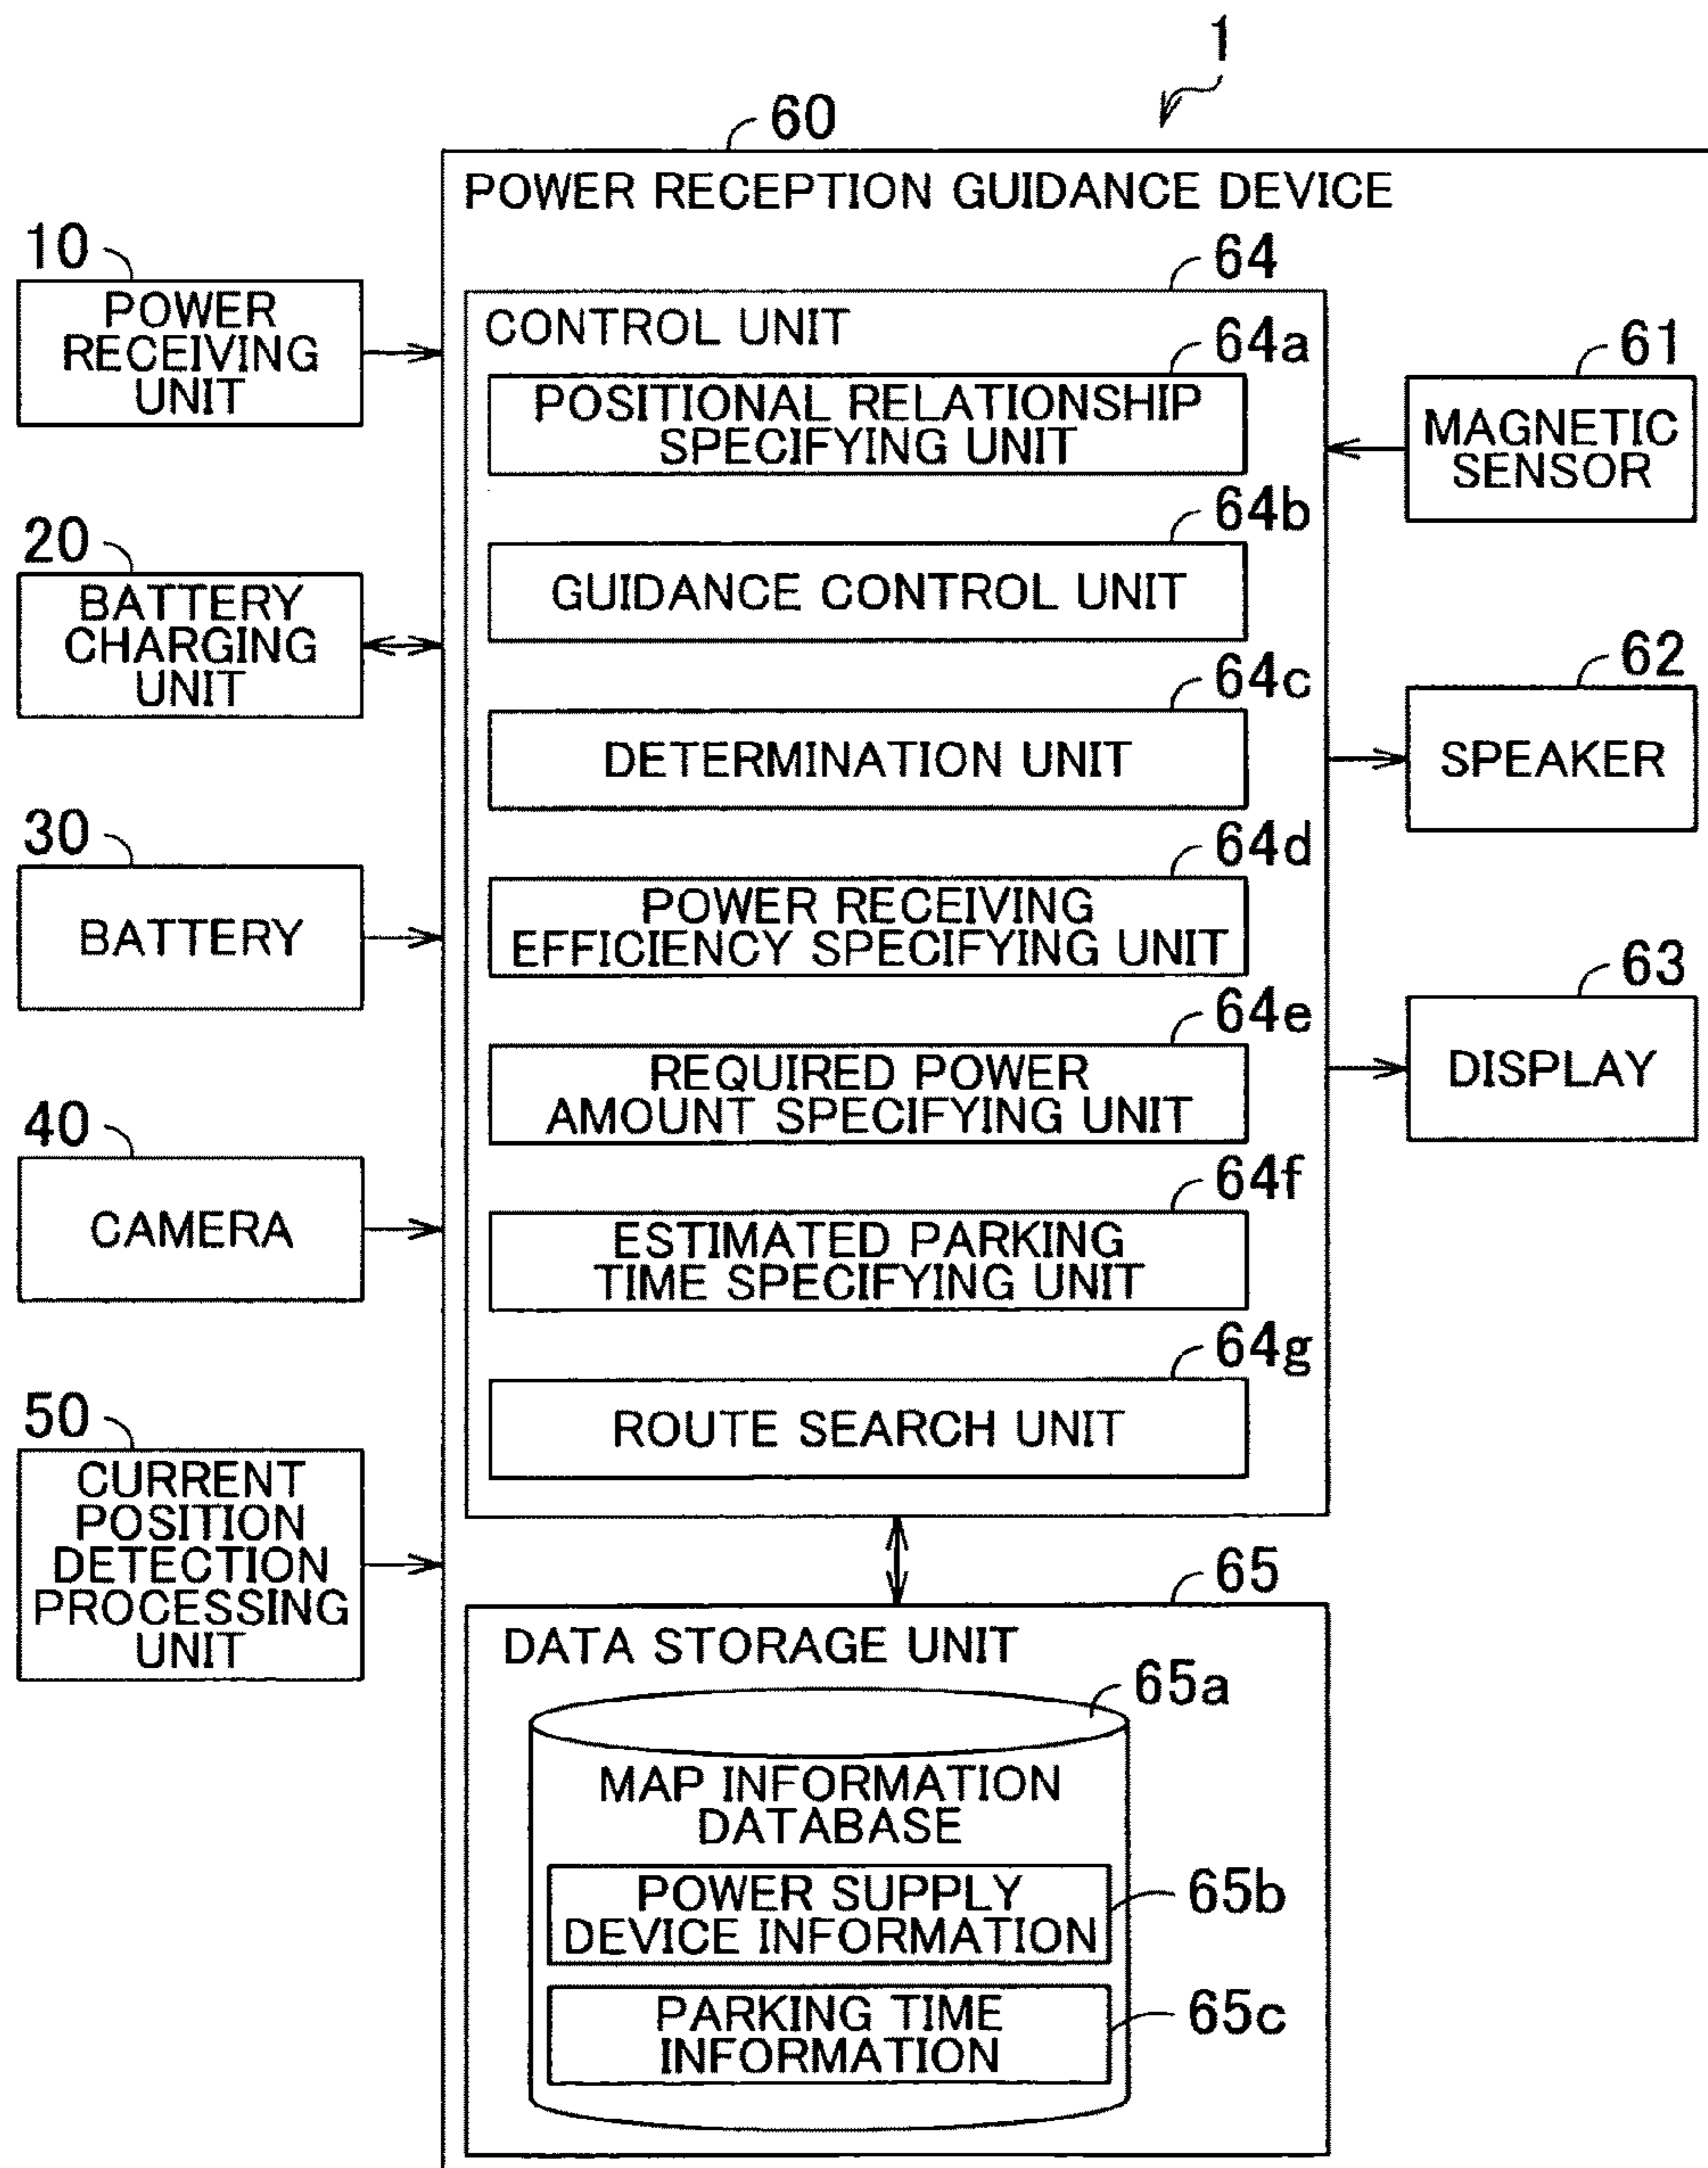 1
60
POWER RECEPTION GUIDANCE DEVICE
10
POWER
RECEIVING
UNIT
20
BATTERY
CHARGING
UNIT
30
BATTERY
40
CAMERA
50
CURRENT
POSITION
DETECTION
PROCESSING
UNIT
64
CONTROL UNIT
64a
POSITIONAL RELATIONSHIP
SPECIFYING UNIT
64b
GUIDANCE CONTROL UNIT
64c
DETERMINATION UNIT
64d
POWER RECEIVING
EFFICIENCY SPECIFYING UNIT
64e
REQUIRED POWER
AMOUNT SPECIFYING UNIT
64f
ESTIMATED PARKING
TIME SPECIFYING UNIT
64g
ROUTE SEARCH UNIT
65
DATA STORAGE UNIT
65a
MAP INFORMATION
DATABASE
POWER SUPPLY
DEVICE INFORMATION
65b
PARKING TIME
INFORMATION
65c
61
MAGNETIC
SENSOR
62
SPEAKER
63
DISPLAY